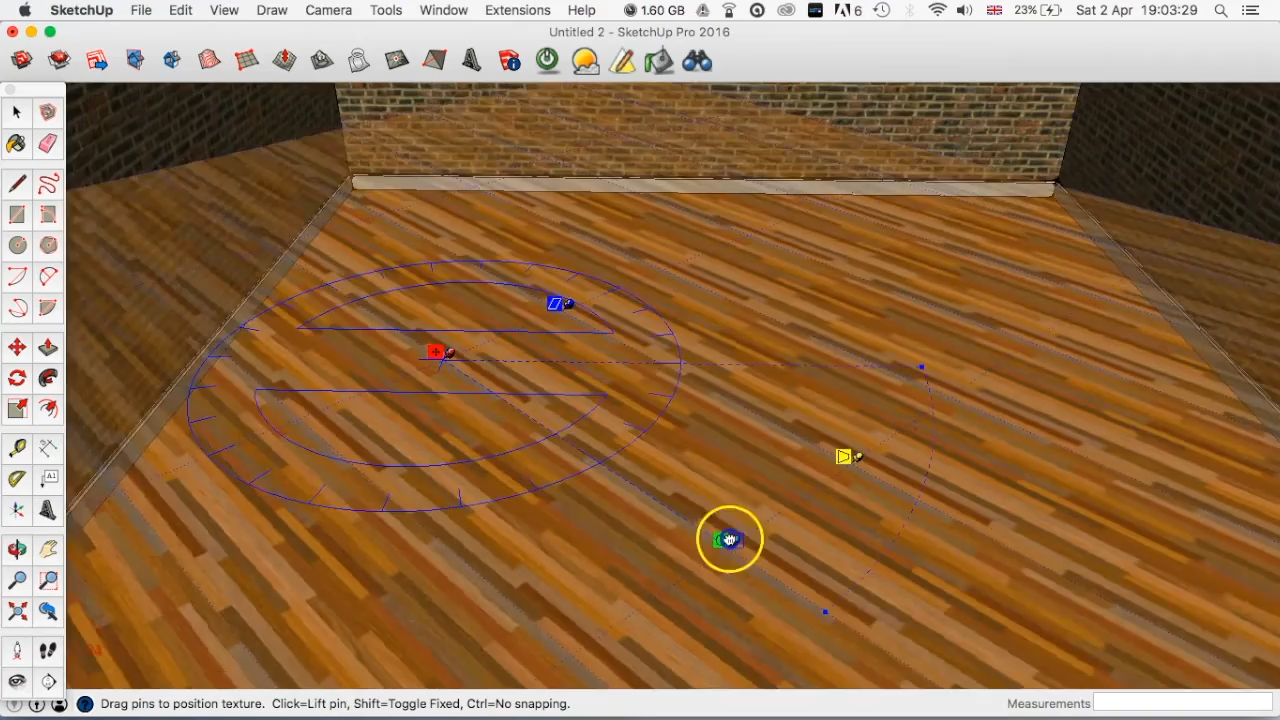 SketchUp File Edit View Draw Camera Tools Window Extensions Help 1.60 GB 6 23% Sat 2 Apr 19:03:29
Untitled 2 - SketchUp Pro 2016
A1
Drag pins to position texture. Click=Lift pin, Shift=Toggle Fixed, Ctrl=No snapping.
Measurements